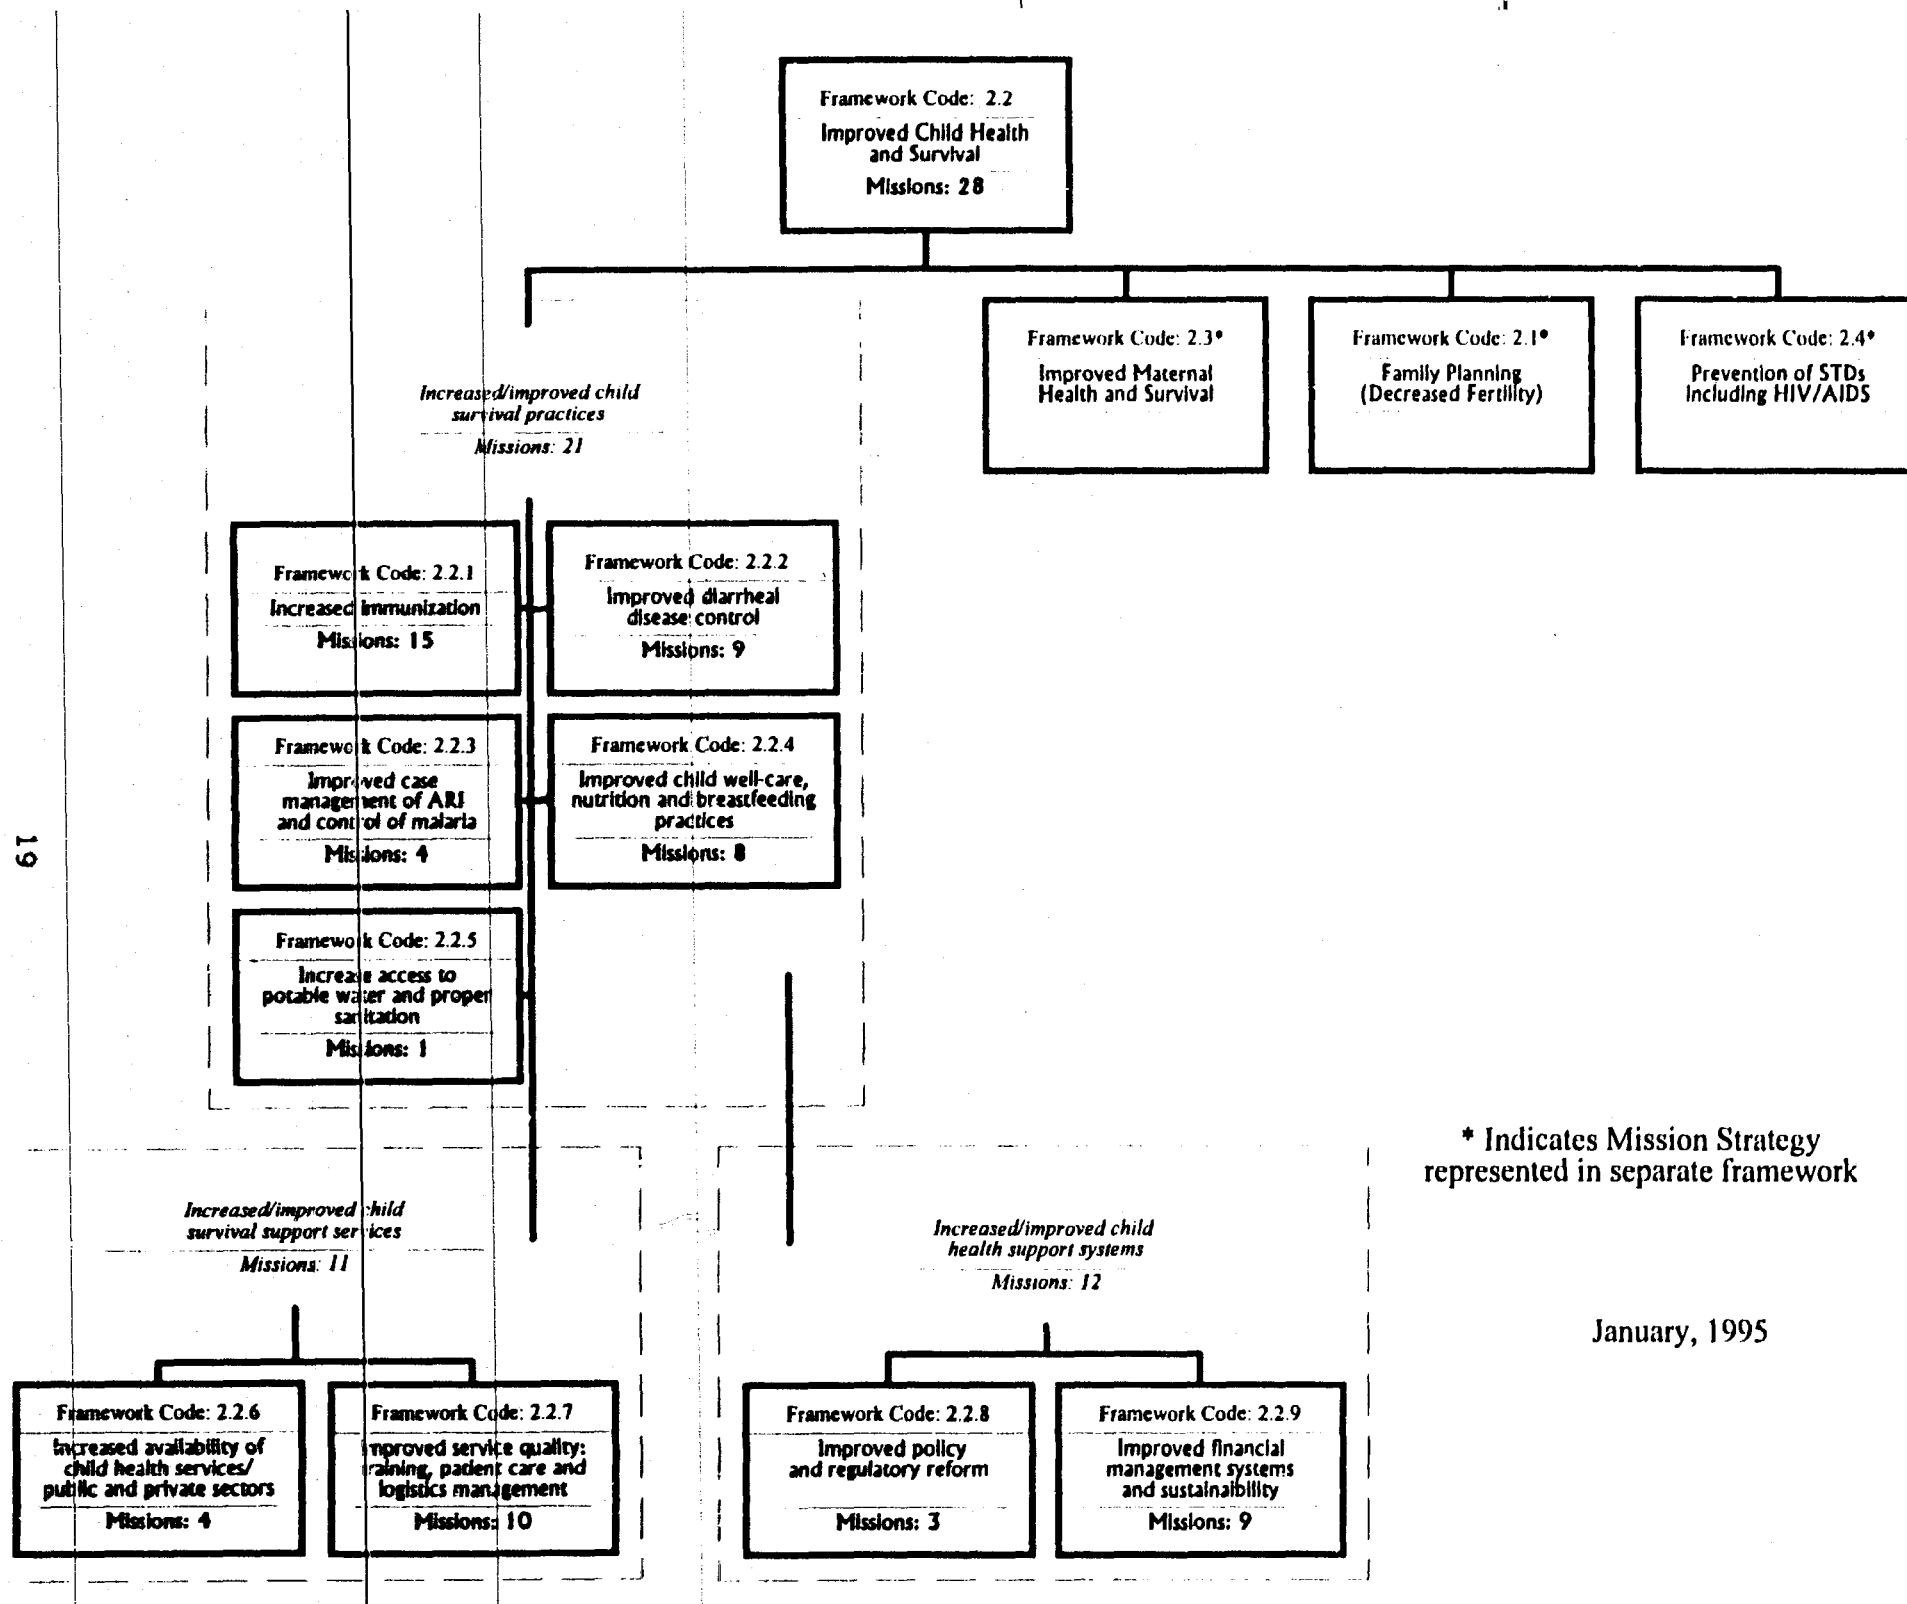 Framework Code: 2.2
Improved Child Health
and Survival
Missions: 28
Framework Code: 2.3*
Improved Maternal
Health and Survival
Framework Code: 2.1*
Family Planning
(Decreased Fertility)
Framework Code: 2.4*
Prevention of STDs
Including HIV/AIDS
Increased/improved child
survival practices
Missions: 21
Framework Code: 2.2.1
Increased immunization
Missions: 15
Framework Code: 2.2.2
Improved diarrheal
disease control
Missions: 9
Framework Code: 2.2.3
Improved case
management of ARI
and control of malaria
Missions: 4
Framework Code: 2.2.4
Improved child well-care,
nutrition and breastfeeding
practices
Missions: 8
Framework Code: 2.2.5
Increase access to
potable water and proper
sanitation
Missions: 1
19
* Indicates Mission Strategy
represented in separate framework
January, 1995
Increased/improved child
survival support services
Missions: 11
Framework Code: 2.2.6
Increased availability of
child health services/
public and private sectors
Missions: 4
Framework Code: 2.2.7
Improved service quality:
training, patient care and
logistics management
Missions: 10
Increased/improved child
health support systems
Missions: 12
Framework Code: 2.2.8
Improved policy
and regulatory reform
Missions: 3
Framework Code: 2.2.9
Improved financial
management systems
and sustainaibility
Missions: 9